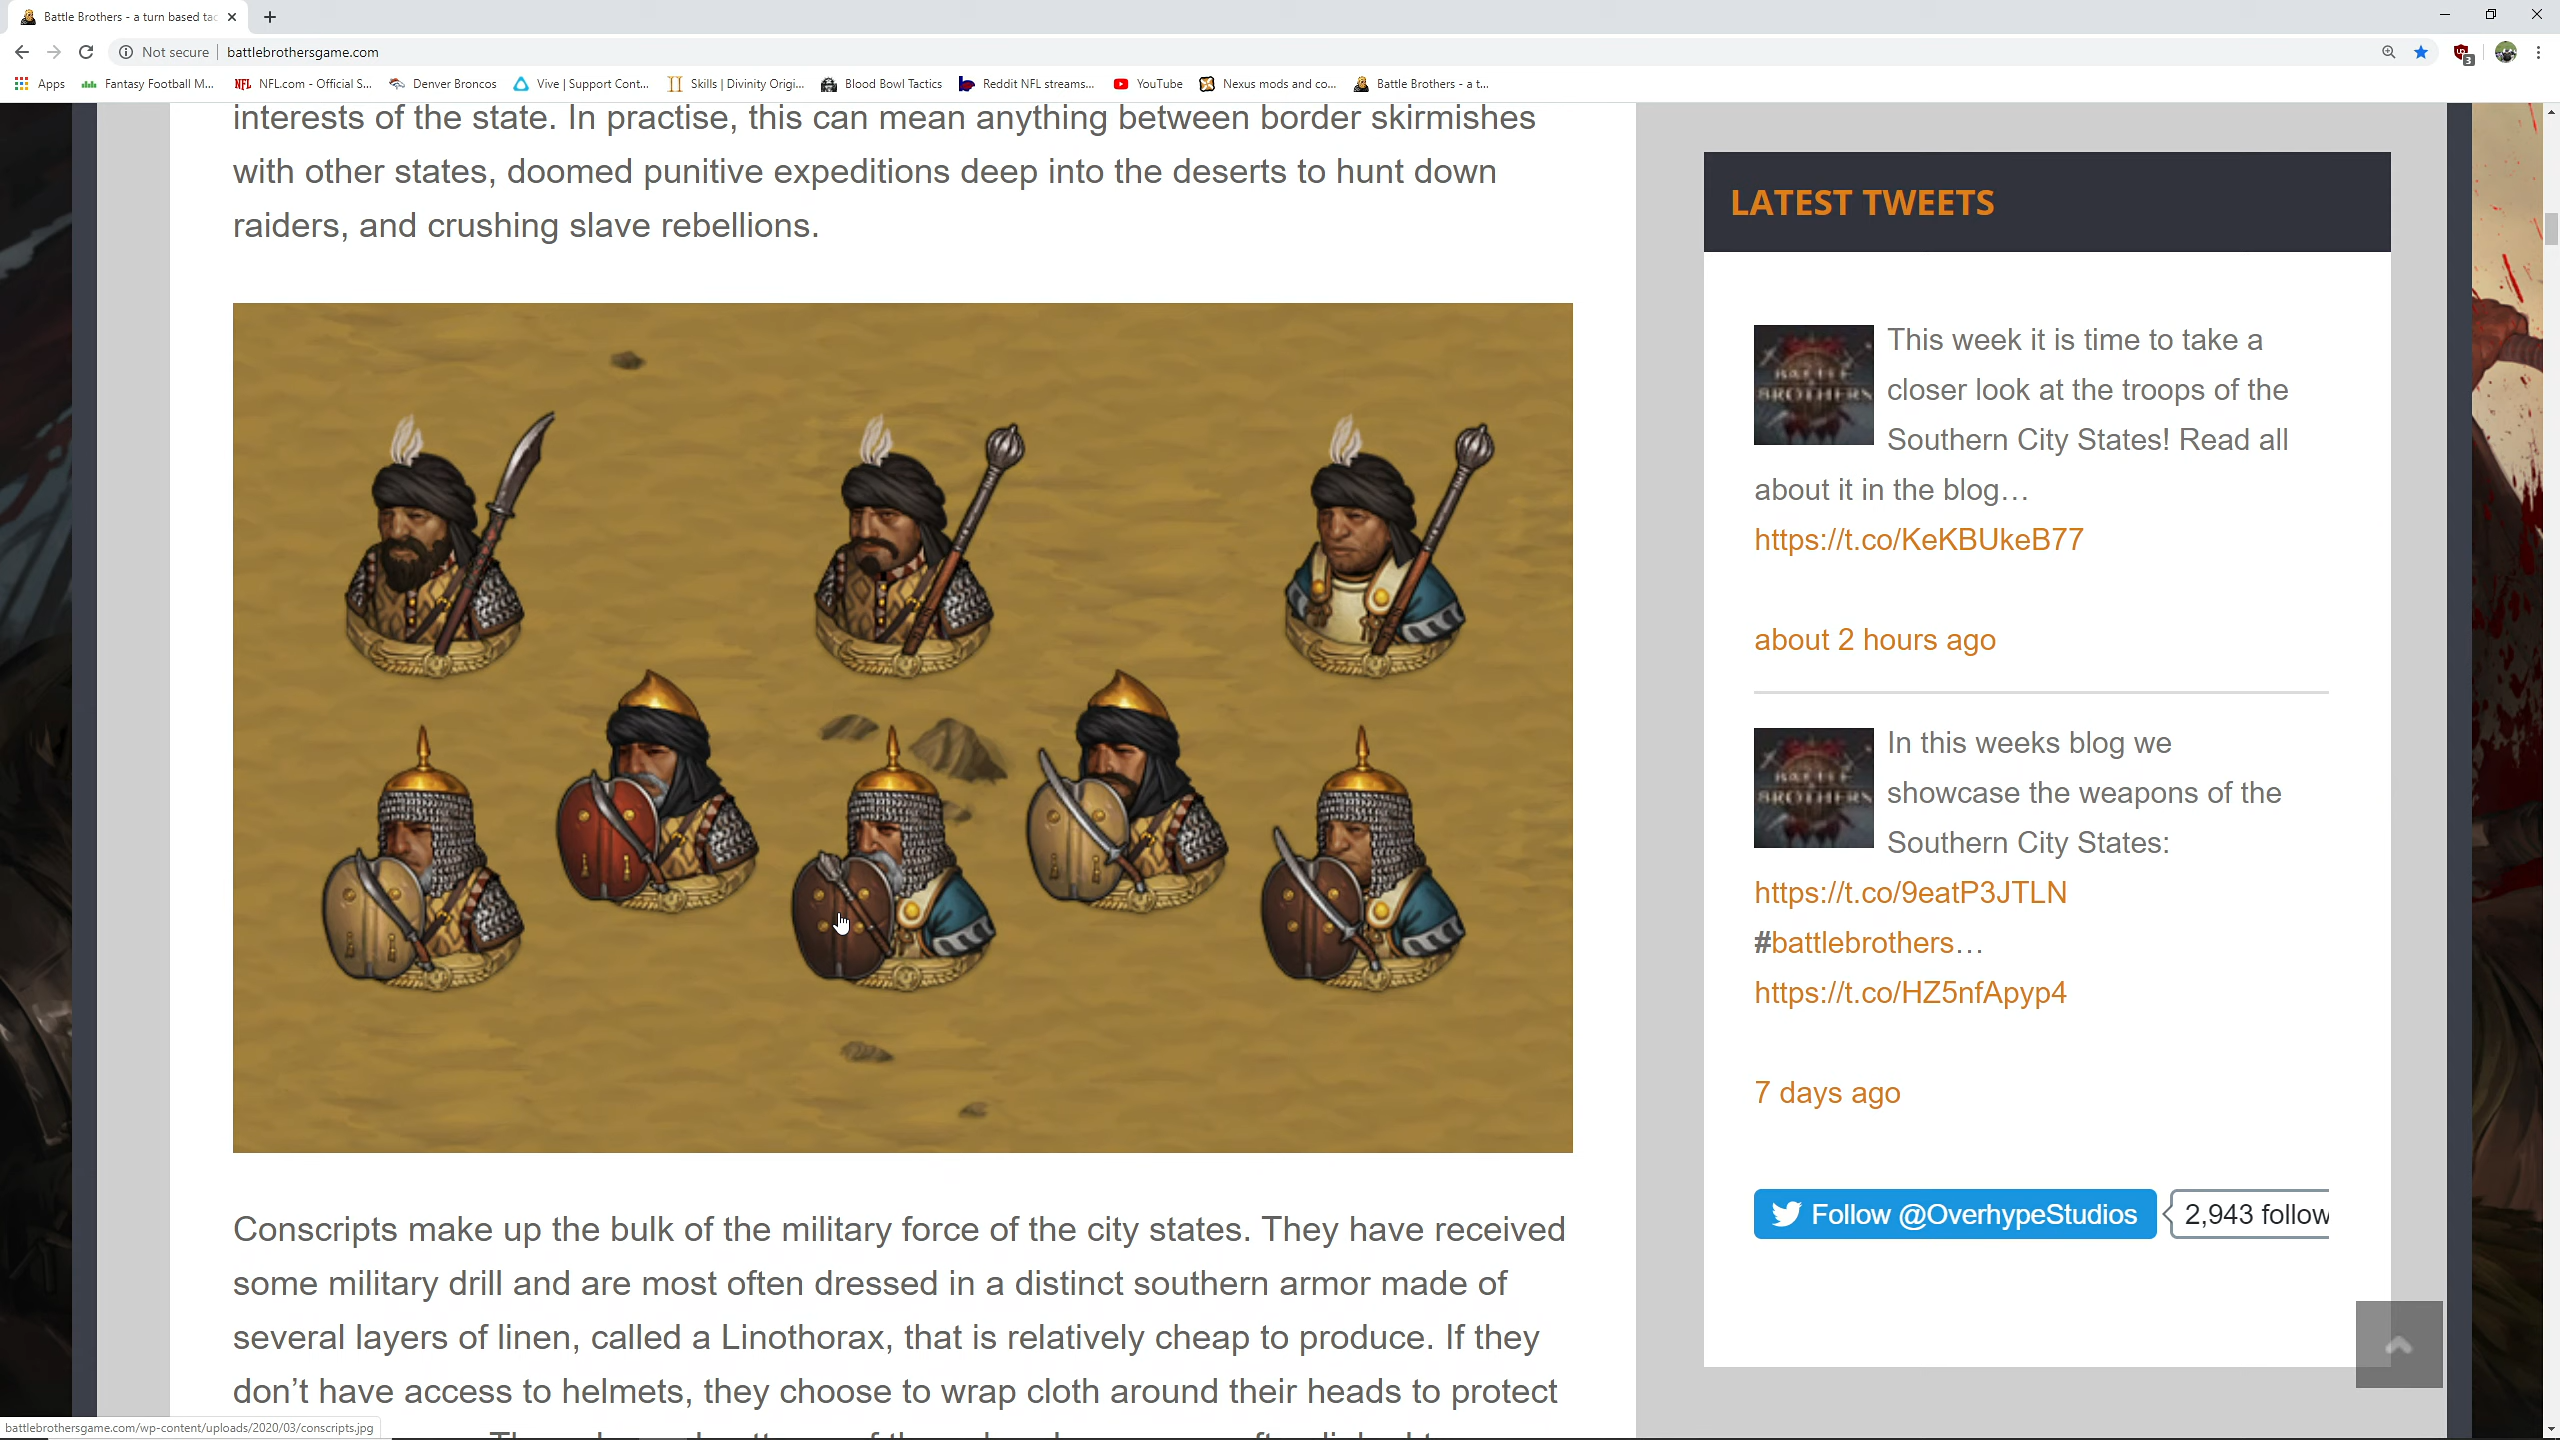 Battle Brothers - a turn based tac
Not secure
battlebrothersgame.com
3
Apps
Fantasy Football M...
NFL
NFL.com - Official S...
Denver Broncos
Vive | Support Cont...
Skills | Divinity Origi...
Blood Bowl Tactics
Reddit NFL streams...
YouTube
Nexus mods and co...
Battle Brothers - a t...
interests of the state. In practise, this can mean anything between border skirmishes
with other states, doomed punitive expeditions deep into the deserts to hunt down
raiders, and crushing slave rebellions.
Conscripts make up the bulk of the military force of the city states. They have received
some military drill and are most often dressed in a distinct southern armor made of
several layers of linen, called a Linothorax, that is relatively cheap to produce. If they
don’t have access to helmets, they choose to wrap cloth around their heads to protect
LATEST TWEETS
BATTLE
BROTHERS
This week it is time to take a
closer look at the troops of the
Southern City States! Read all
about it in the blog…
https://t.co/KeKBUkeB77
about 2 hours ago
BATTLE
BROTHERS
In this weeks blog we
showcase the weapons of the
Southern City States:
https://t.co/9eatP3JTLN
#battlebrothers…
https://t.co/HZ5nfApyp4
7 days ago
Follow @OverhypeStudios
2,943 follow
battlebrothersgame.com/wp-content/uploads/2020/03/conscripts.jpg